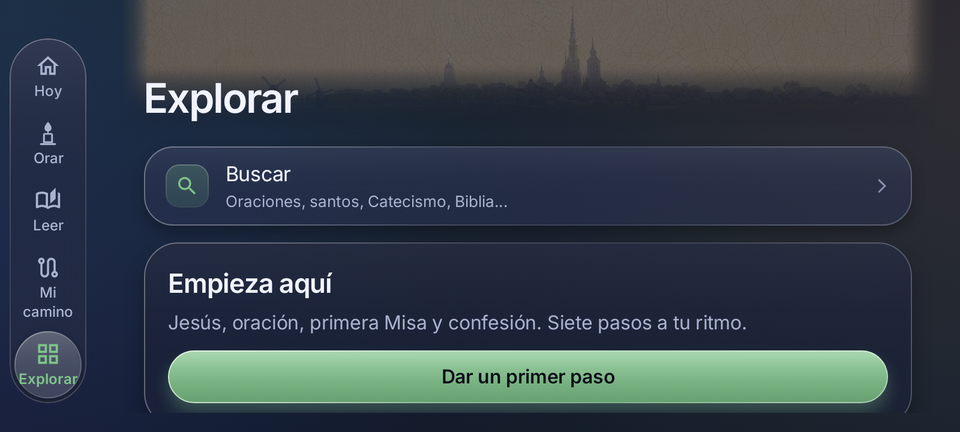 Hoy
Orar
Leer
Mi
camino
Explorar
Explorar
Buscar
Oraciones, santos, Catecismo, Biblia...
Empieza aquí
Jesús, oración, primera Misa y confesión. Siete pasos a tu ritmo.
Dar un primer paso